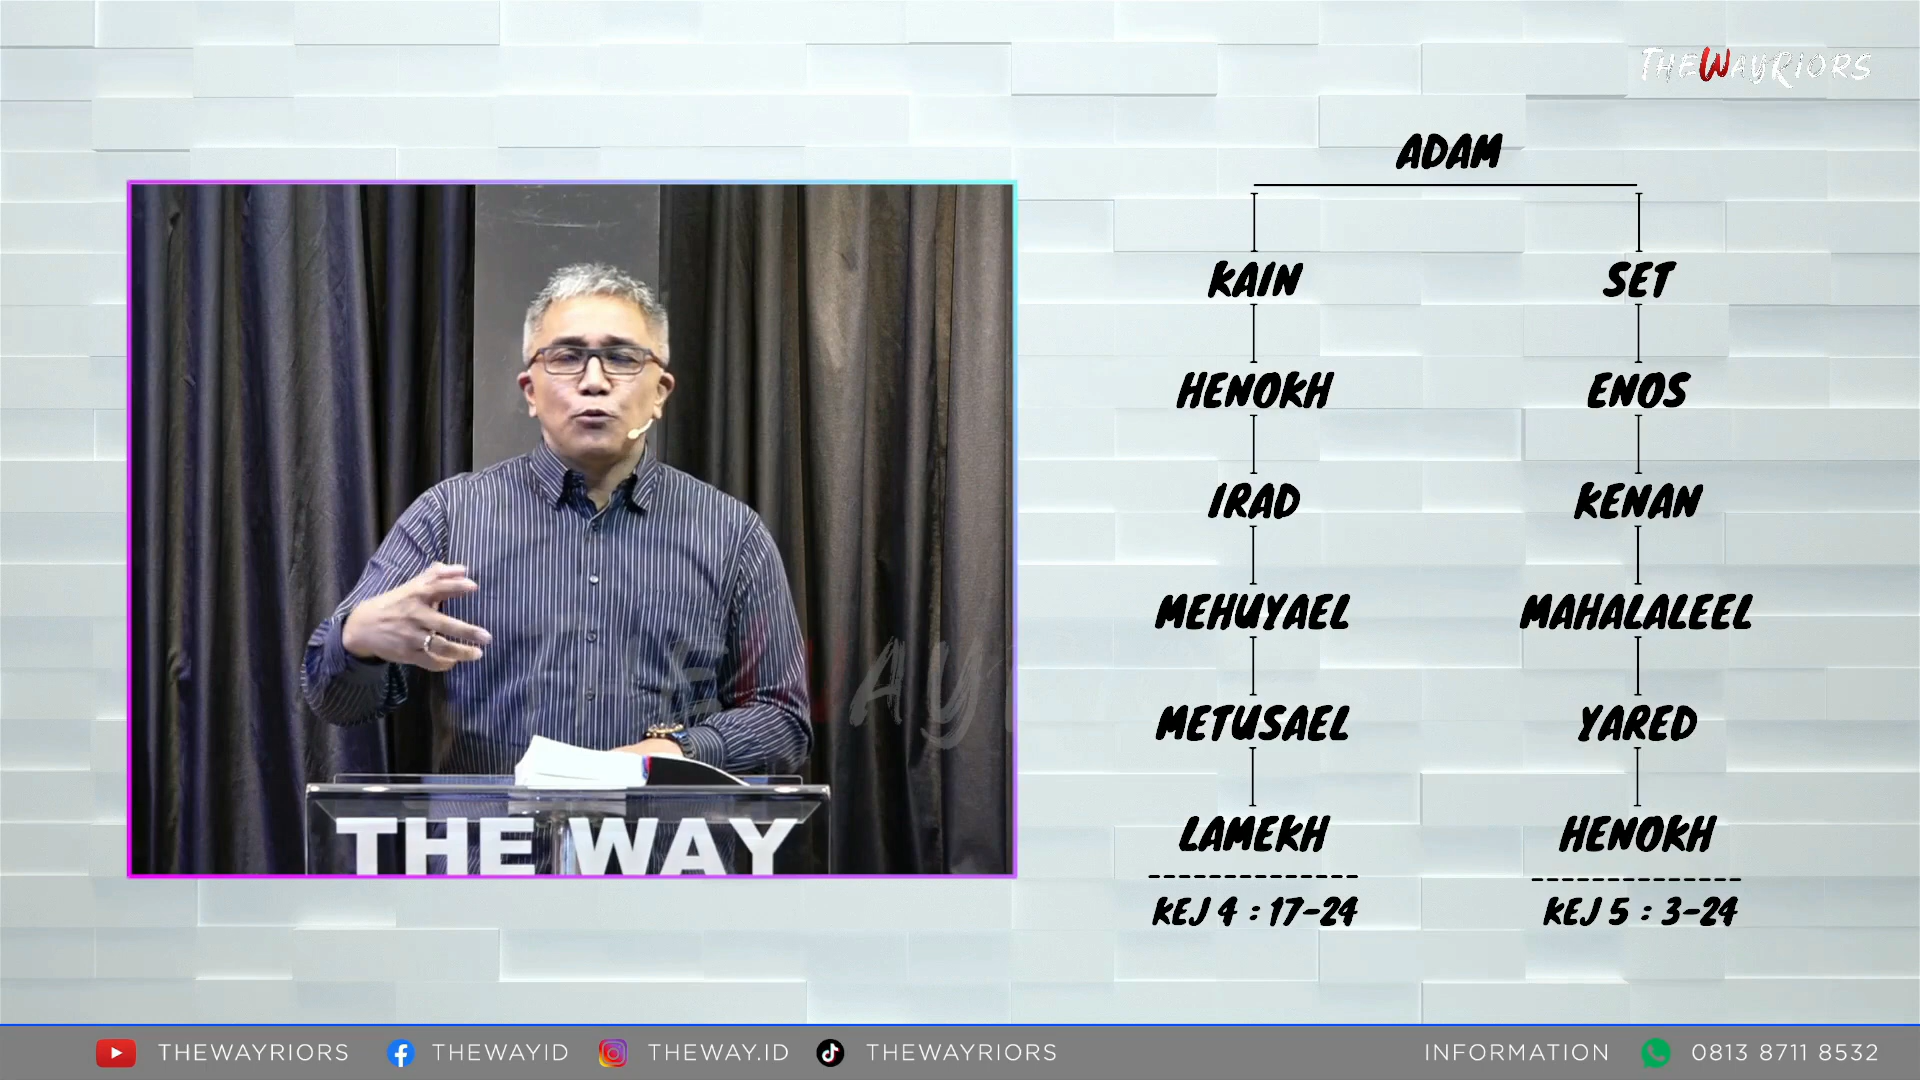 THEWAYRIORS
ADAM
KAIN
SET
HENOKH
ENOS
IRAD
KENAN
MEHUYAEL
MAHALALEEL
METUSAEL
YARED
LAMEKH
HENOKH
KEJ 4 : 17-24
KEJ 5 : 3-24
THEWAY
THE WAY
THEWAYRIORS
THEWAYID
THEWAY.ID
THEWAYRIORS
INFORMATION
0813 8711 8532